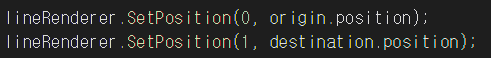 lineRenderer.SetPosition(0, origin.position);
lineRenderer.SetPosition(1, destination.position);